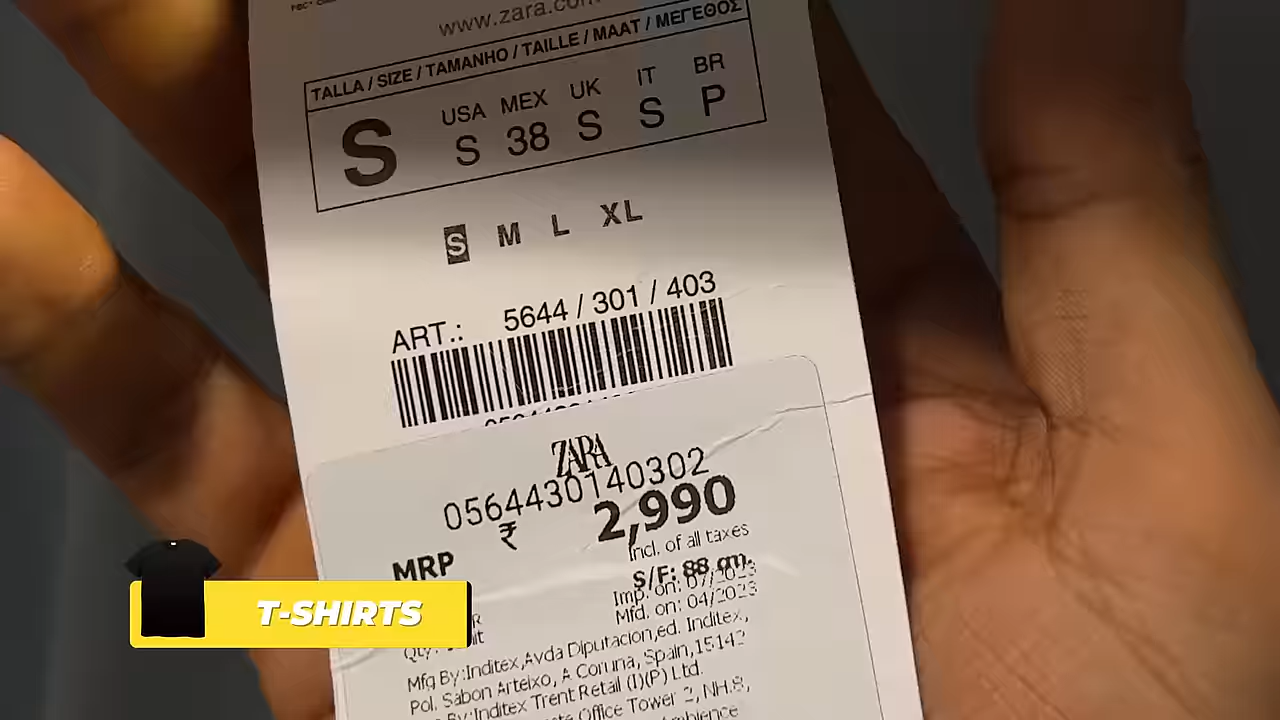 www.zara.com
TALLA / SIZE / TAMANHO / TAILLE / MAAT / ΜΕΓΕΘΟΣ
S
USA MEX UK IT BR
S 38 S S P
S M L XL
ART.: 5644 / 301 / 403
ZARA
0564430140302
MRP ₹ 2,990
Incl. of all taxes
S/F: 88 cm.
Imp. on: 07/2023
Mfd. on: 04/2023
Qty:
Mfg By:Inditex,Avda Diputacion,ed. Inditex,
Pol. Sabon Arteixo, A Coruna, Spain,15142
By:Inditex Trent Retail (I)(P) Ltd.
Office Tower 2, NH.8,
Ambience
T-SHIRTS